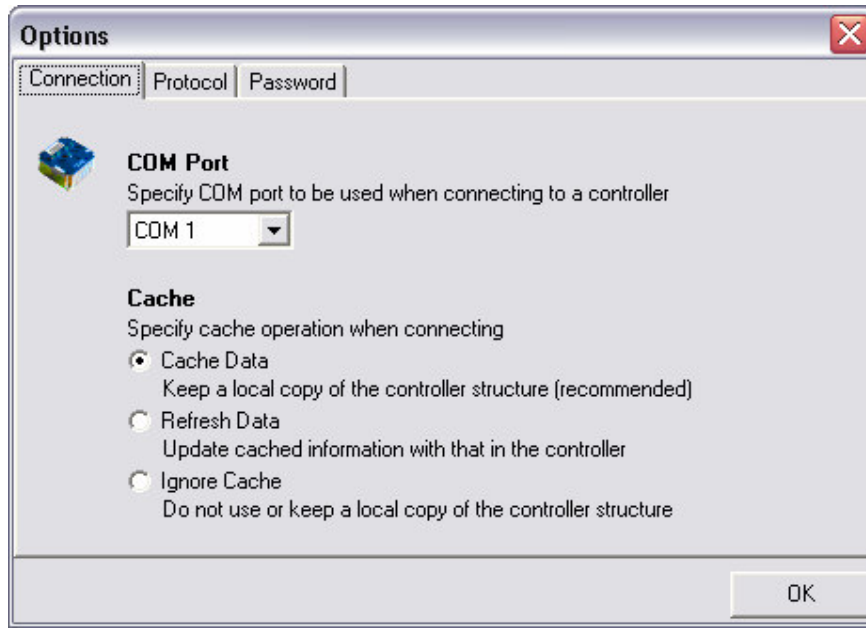 Options
Connection Protocol Password
COM Port
Specify COM port to be used when connecting to a controller
COM 1
Cache
Specify cache operation when connecting
Cache Data
Keep a local copy of the controller structure (recommended)
Refresh Data
Update cached information with that in the controller
Ignore Cache
Do not use or keep a local copy of the controller structure
OK